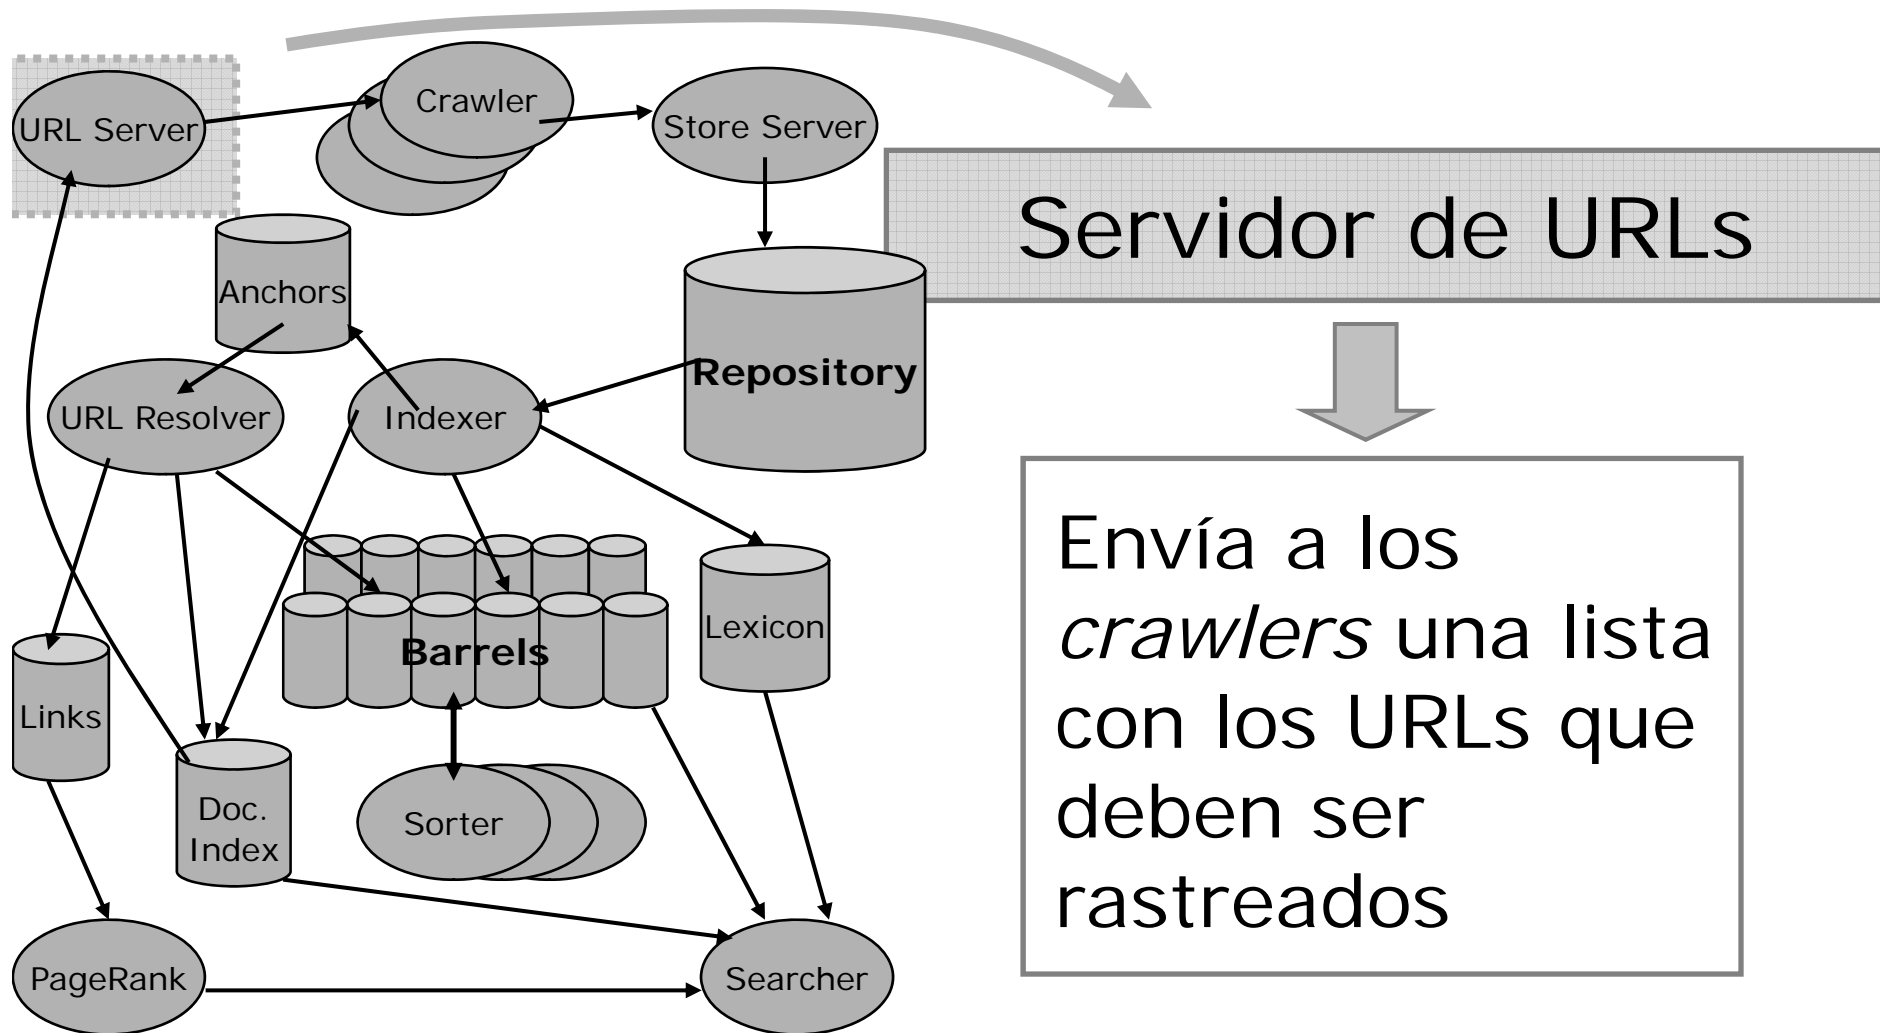 Crawler
URL Server
Store Server
Servidor de URLs
Anchors
Repository
URL Resolver
Indexer
Envía a los
crawlers una lista
con los URLs que
deben ser
rastreados
Lexicon
Barrels
Links
Doc.
Index
Sorter
PageRank
Searcher